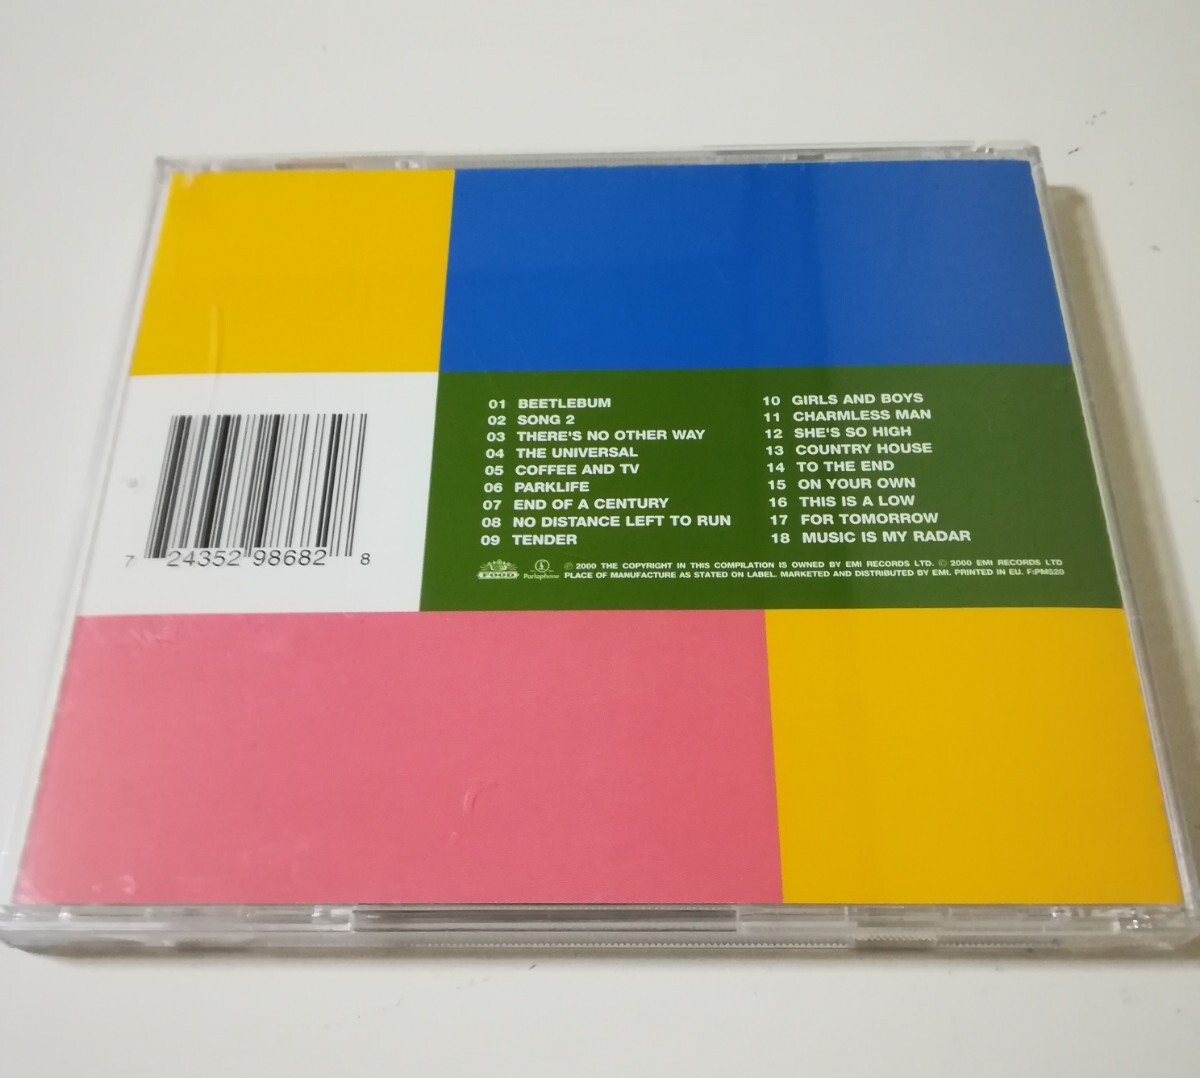 01 BEETLEBUM
02 SONG 2
03 THERE'S NO OTHER WAY
04 THE UNIVERSAL
05 COFFEE AND TV
06 PARKLIFE
07 END OF A CENTURY
08 NO DISTANCE LEFT TO RUN
09 TENDER
10 GIRLS AND BOYS
11 CHARMLESS MAN
12 SHE'S SO HIGH
13 COUNTRY HOUSE
14 TO THE END
15 ON YOUR OWN
16 THIS IS A LOW
17 FOR TOMORROW
18 MUSIC IS MY RADAR
7 24352 98682 8
FOOD
Parlophone
℗ 2000 THE COPYRIGHT IN THIS COMPILATION IS OWNED BY EMI RECORDS LTD. © 2000 EMI RECORDS LTD
PLACE OF MANUFACTURE AS STATED ON LABEL. MARKETED AND DISTRIBUTED BY EMI. PRINTED IN EU. F:PM520